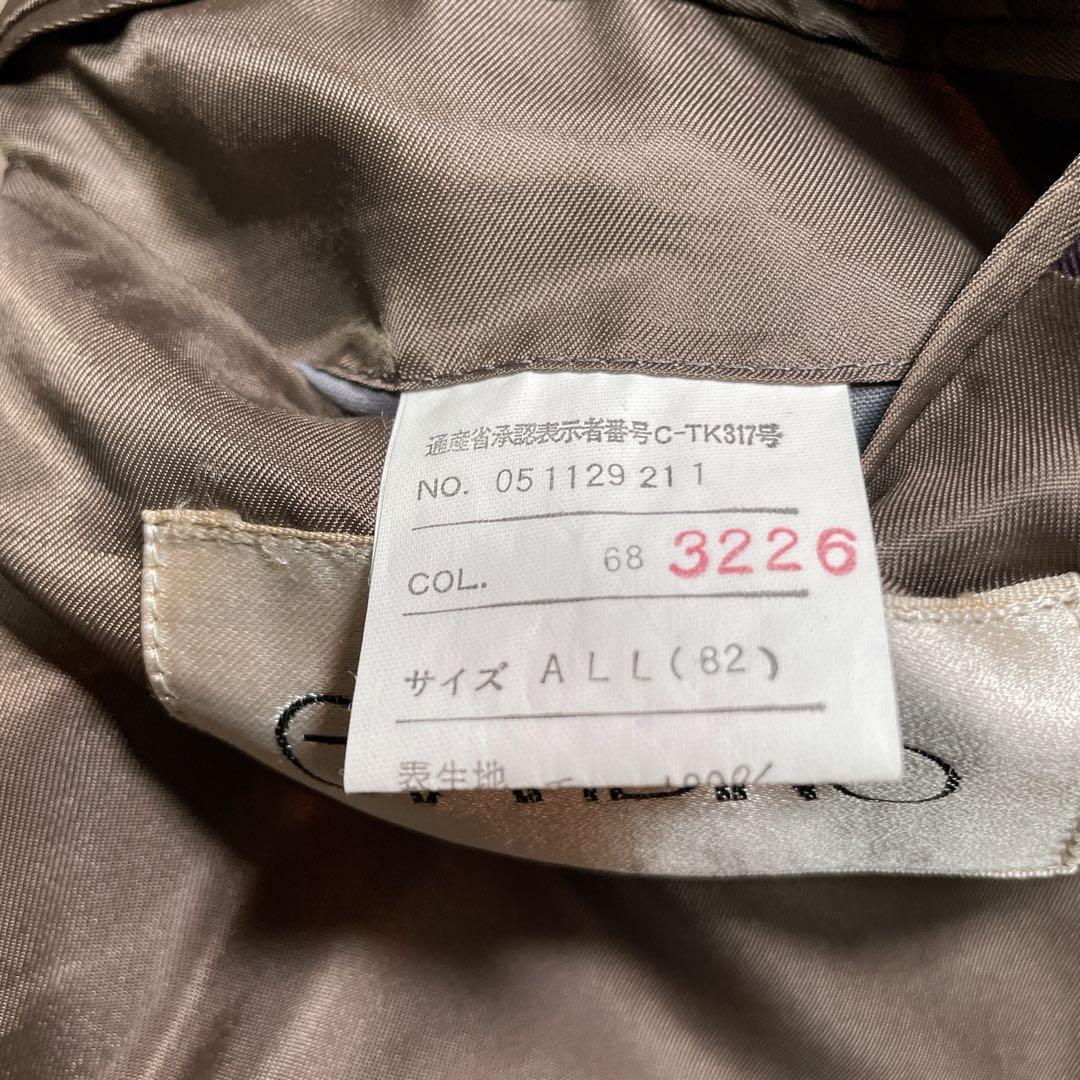 通産省承認表示者番号C-TK317号
NO. 051129 21 1
COL. 68 3226
サイズ ALL(82)
表生地